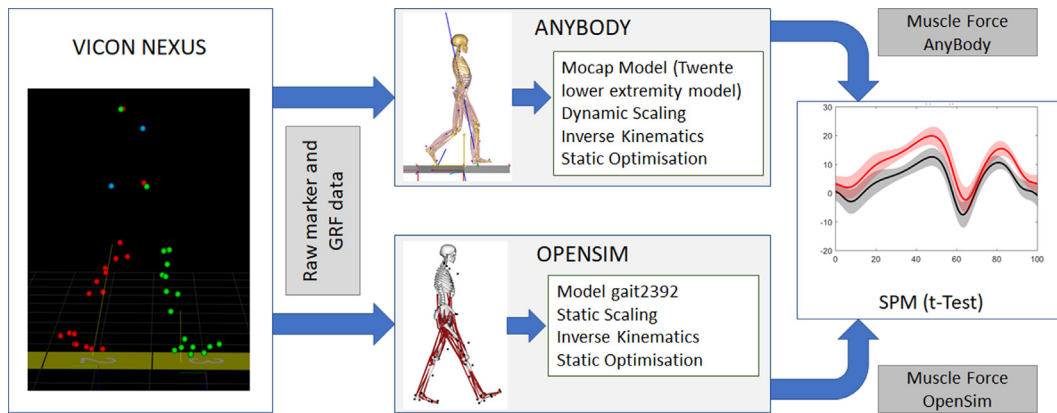 VICON NEXUS
Raw marker and
GRF data
ANYBODY
Mocap Model (Twente
lower extremity model)
Dynamic Scaling
Inverse Kinematics
Static Optimisation
OPENSIM
Model gait2392
Static Scaling
Inverse Kinematics
Static Optimisation
Muscle Force
AnyBody
30
20
10
0
-10
-20
0
20
40
60
80
100
SPM (t-Test)
Muscle Force
OpenSim